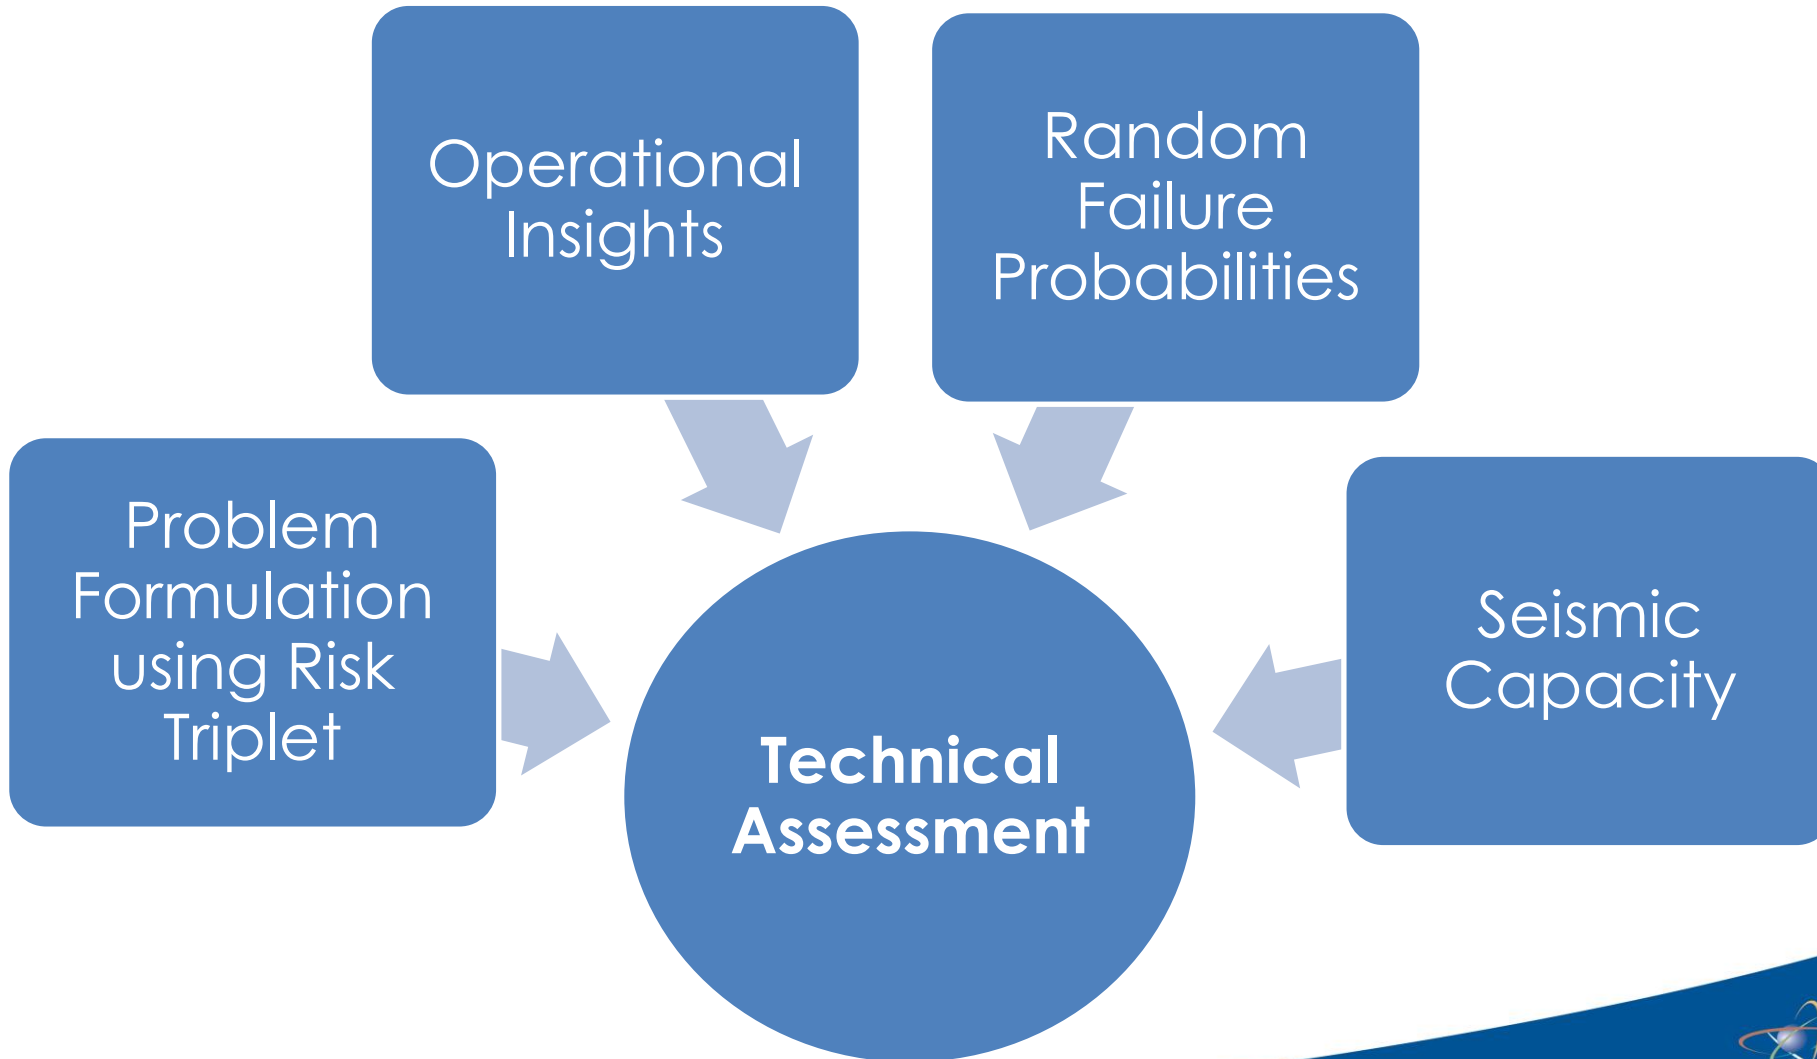 Operational
Insights
Random
Failure
Probabilities
Problem
Formulation
using Risk
Triplet
Seismic
Capacity
Technical
Assessment